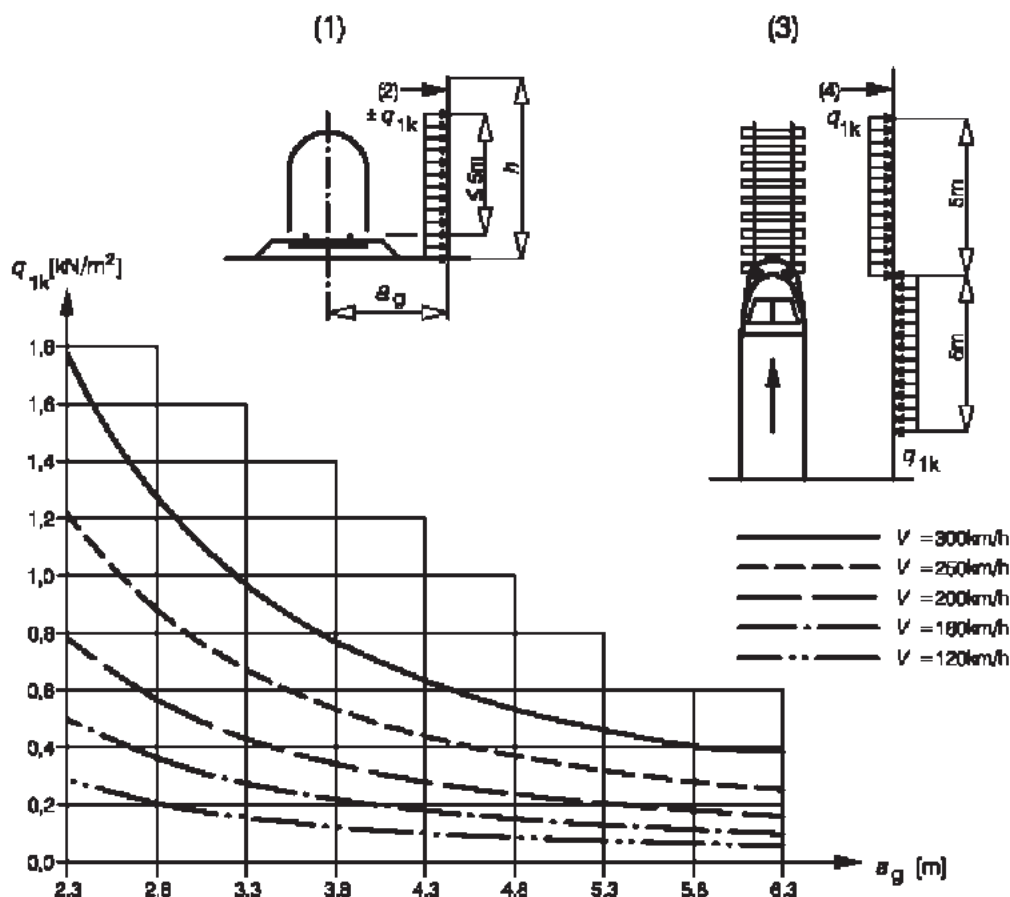 (1)
(3)
(2)
± q1k
≤ 5m
h
ag
(4)
q1k
5m
5m
q1k
q1k[kN/m²]
1,8
1,6
1,4
1,2
1,0
0,8
0,6
0,4
0,2
0,0
2,3
2,8
3,3
3,8
4,3
4,8
5,3
5,8
6,3
ag [m]
V =300km/h
V =250km/h
V =200km/h
V =160km/h
V =120km/h